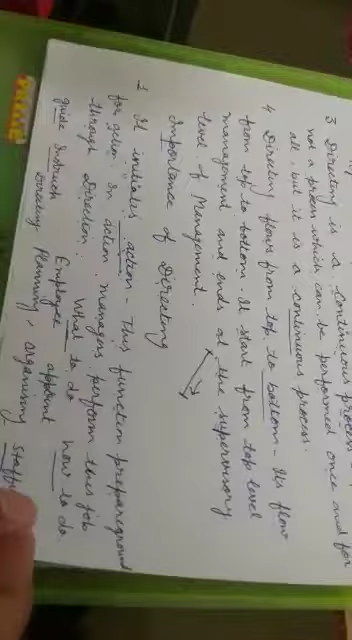 3 Directing is a continuous process -
not a process which can be performed once and for
all, but it is a continuous process.
4 Directing flows from top to bottom - Its flow
from top to bottom. It start from top level
management and ends at the supervisory
level of Management.
Importance of Directing
1 It initiates action - This function prepareground
for action. In action managers perform this job
through direction. What to do how to do.
guide Instruct Employee appoint
Directing Planning, organising Staff